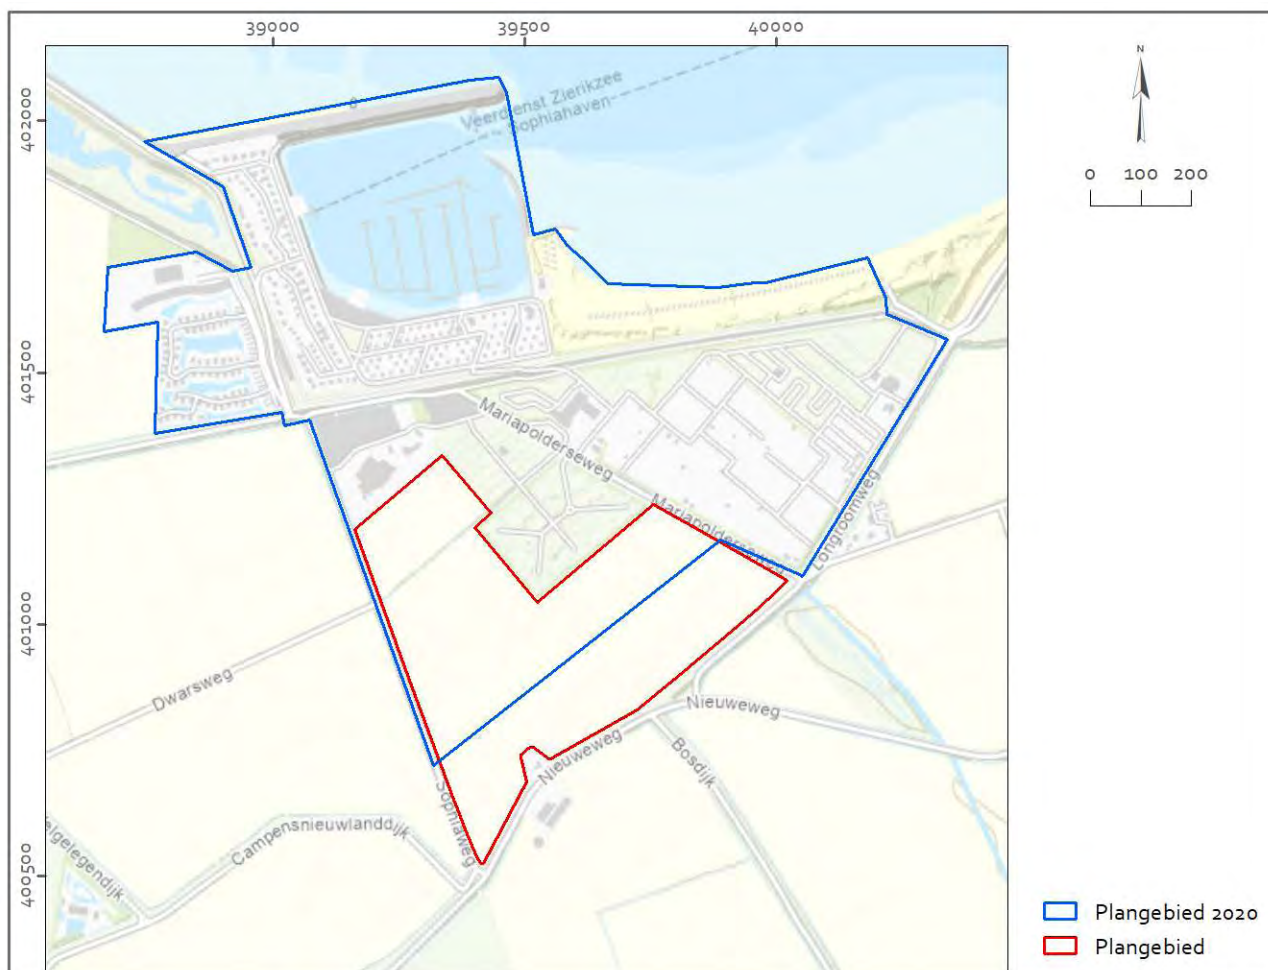 39000
39500
40000
402000
401500
401000
400500
Veerdienst Zierikzee
Sophiahaven
N
0 100 200
Mariapolderseweg
Mariapolderseweg
Longroomweg
Dwarsweg
Nieuweweg
Nieuweweg
Bosdijk
Sophiaweg
Campensnieuwlanddijk
elgelegendijk
Plangebied 2020
Plangebied